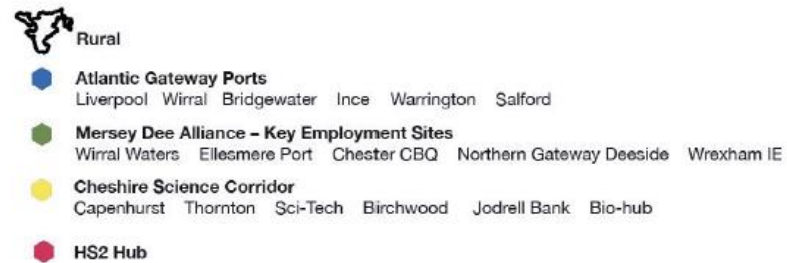 Rural
Atlantic Gateway Ports
Liverpool Wirral Bridgewater Ince Warrington Salford
Mersey Dee Alliance – Key Employment Sites
Wirral Waters Ellesmere Port Chester CBQ Northern Gateway Deeside Wrexham IE
Cheshire Science Corridor
Capenhurst Thornton Sci-Tech Birchwood Jodrell Bank Bio-hub
HS2 Hub